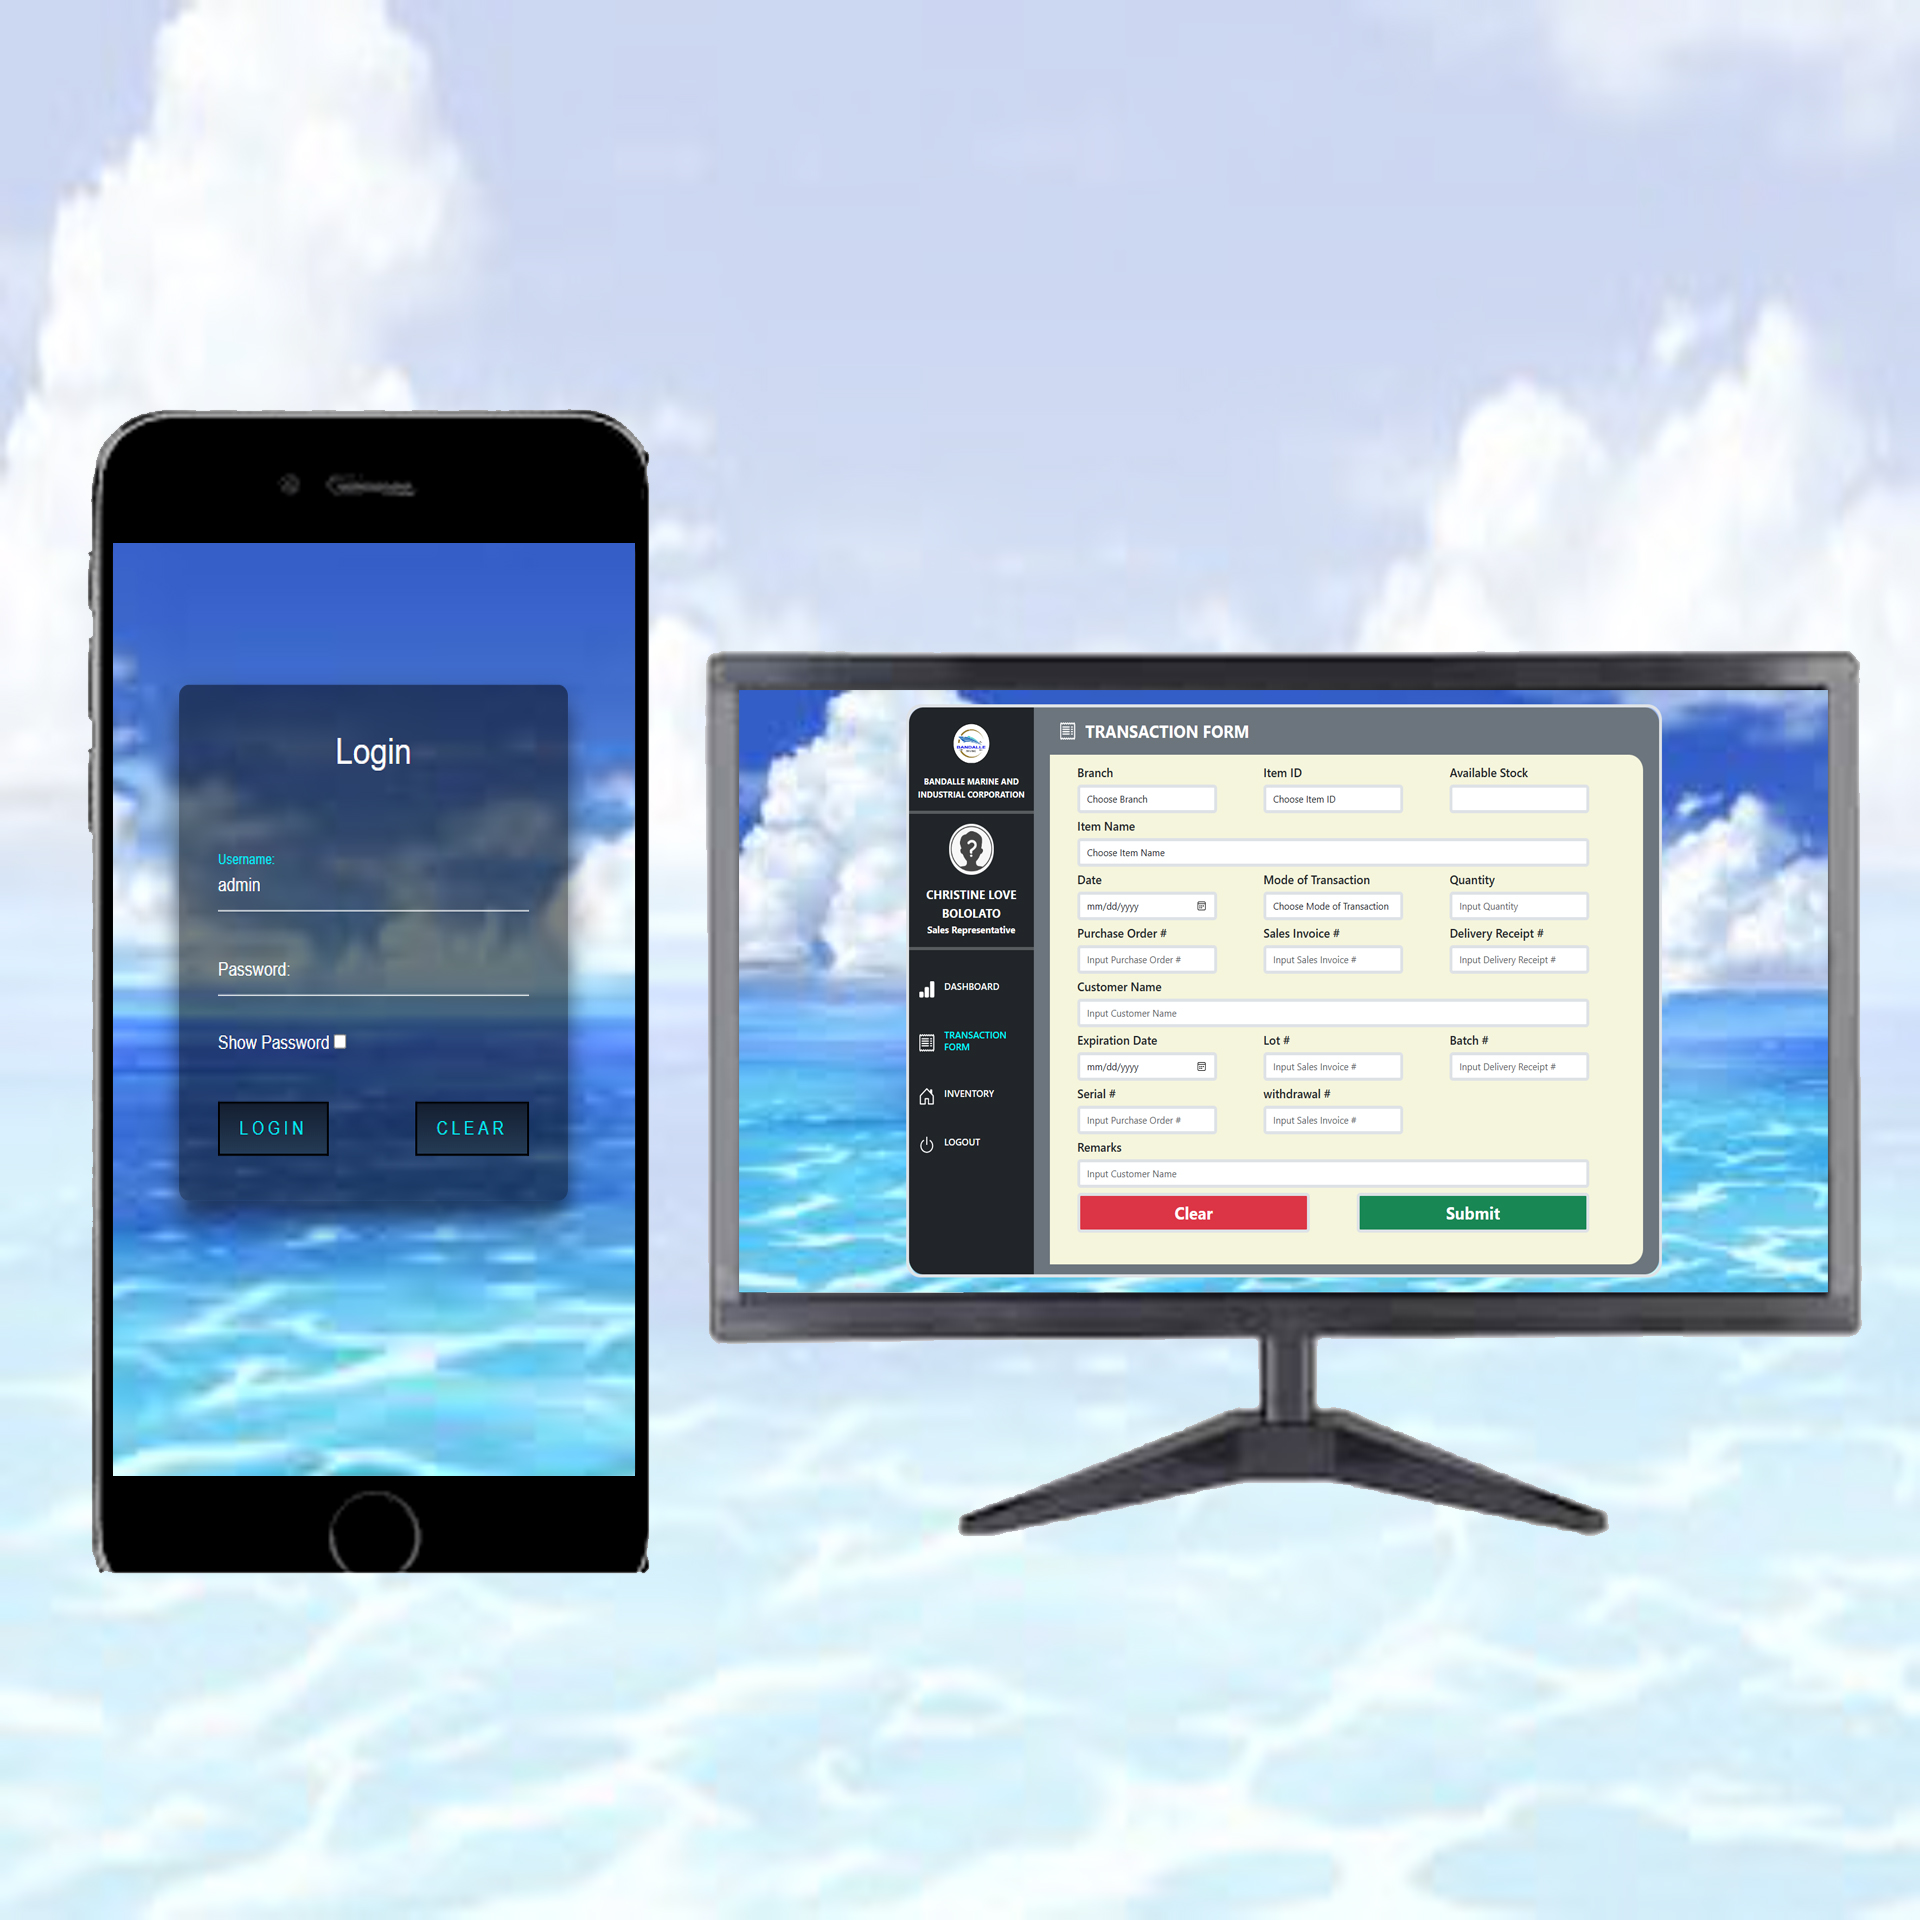 Login
Username:
admin
Password:
Show Password
LOGIN CLEAR
BANDALLE
BANDALLE MARINE AND
INDUSTRIAL CORPORATION
CHRISTINE LOVE
BOLOLATO
Sales Representative
DASHBOARD
TRANSACTION
FORM
INVENTORY
LOGOUT
TRANSACTION FORM
Branch Item ID Available Stock
Choose Branch Choose Item ID
Item Name
Choose Item Name
Date Mode of Transaction Quantity
mm/dd/yyyy Choose Mode of Transaction Input Quantity
Purchase Order # Sales Invoice # Delivery Receipt #
Input Purchase Order # Input Sales Invoice # Input Delivery Receipt #
Customer Name
Input Customer Name
Expiration Date Lot # Batch #
mm/dd/yyyy Input Sales Invoice # Input Delivery Receipt #
Serial # withdrawal #
Input Purchase Order # Input Sales Invoice #
Remarks
Input Customer Name
Clear Submit